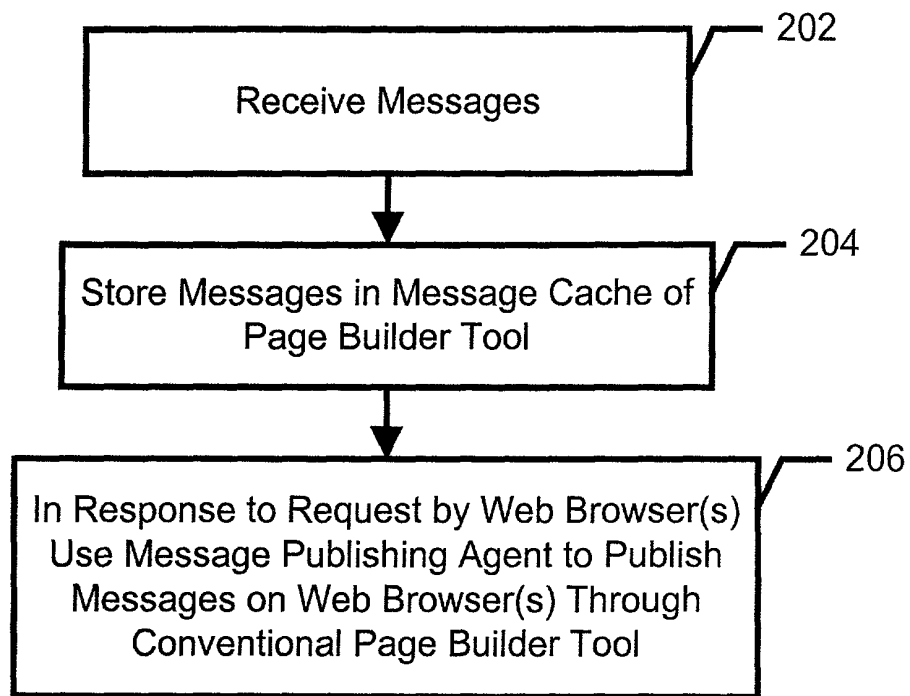 202
Receive Messages
204
Store Messages in Message Cache of
Page Builder Tool
206
In Response to Request by Web Browser(s)
Use Message Publishing Agent to Publish
Messages on Web Browser(s) Through
Conventional Page Builder Tool